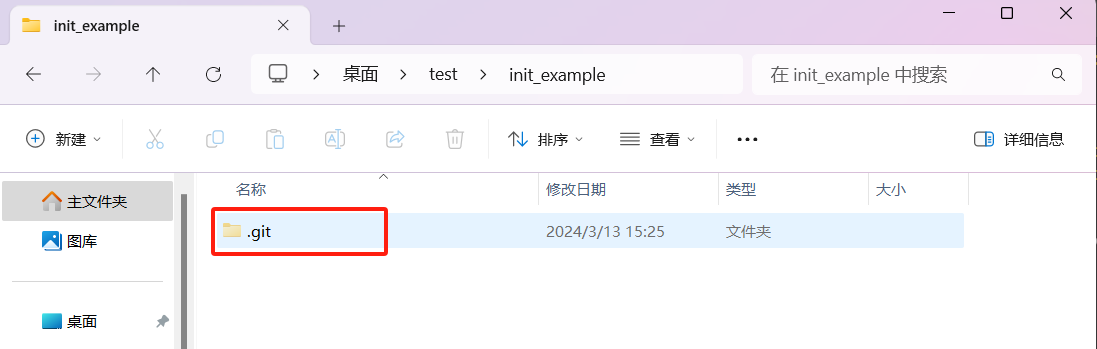 init_example
桌面 test init_example 在 init_example 中搜索
新建 排序 查看 详细信息
名称 修改日期 类型 大小
主文件夹
.git 2024/3/13 15:25 文件夹
图库
桌面